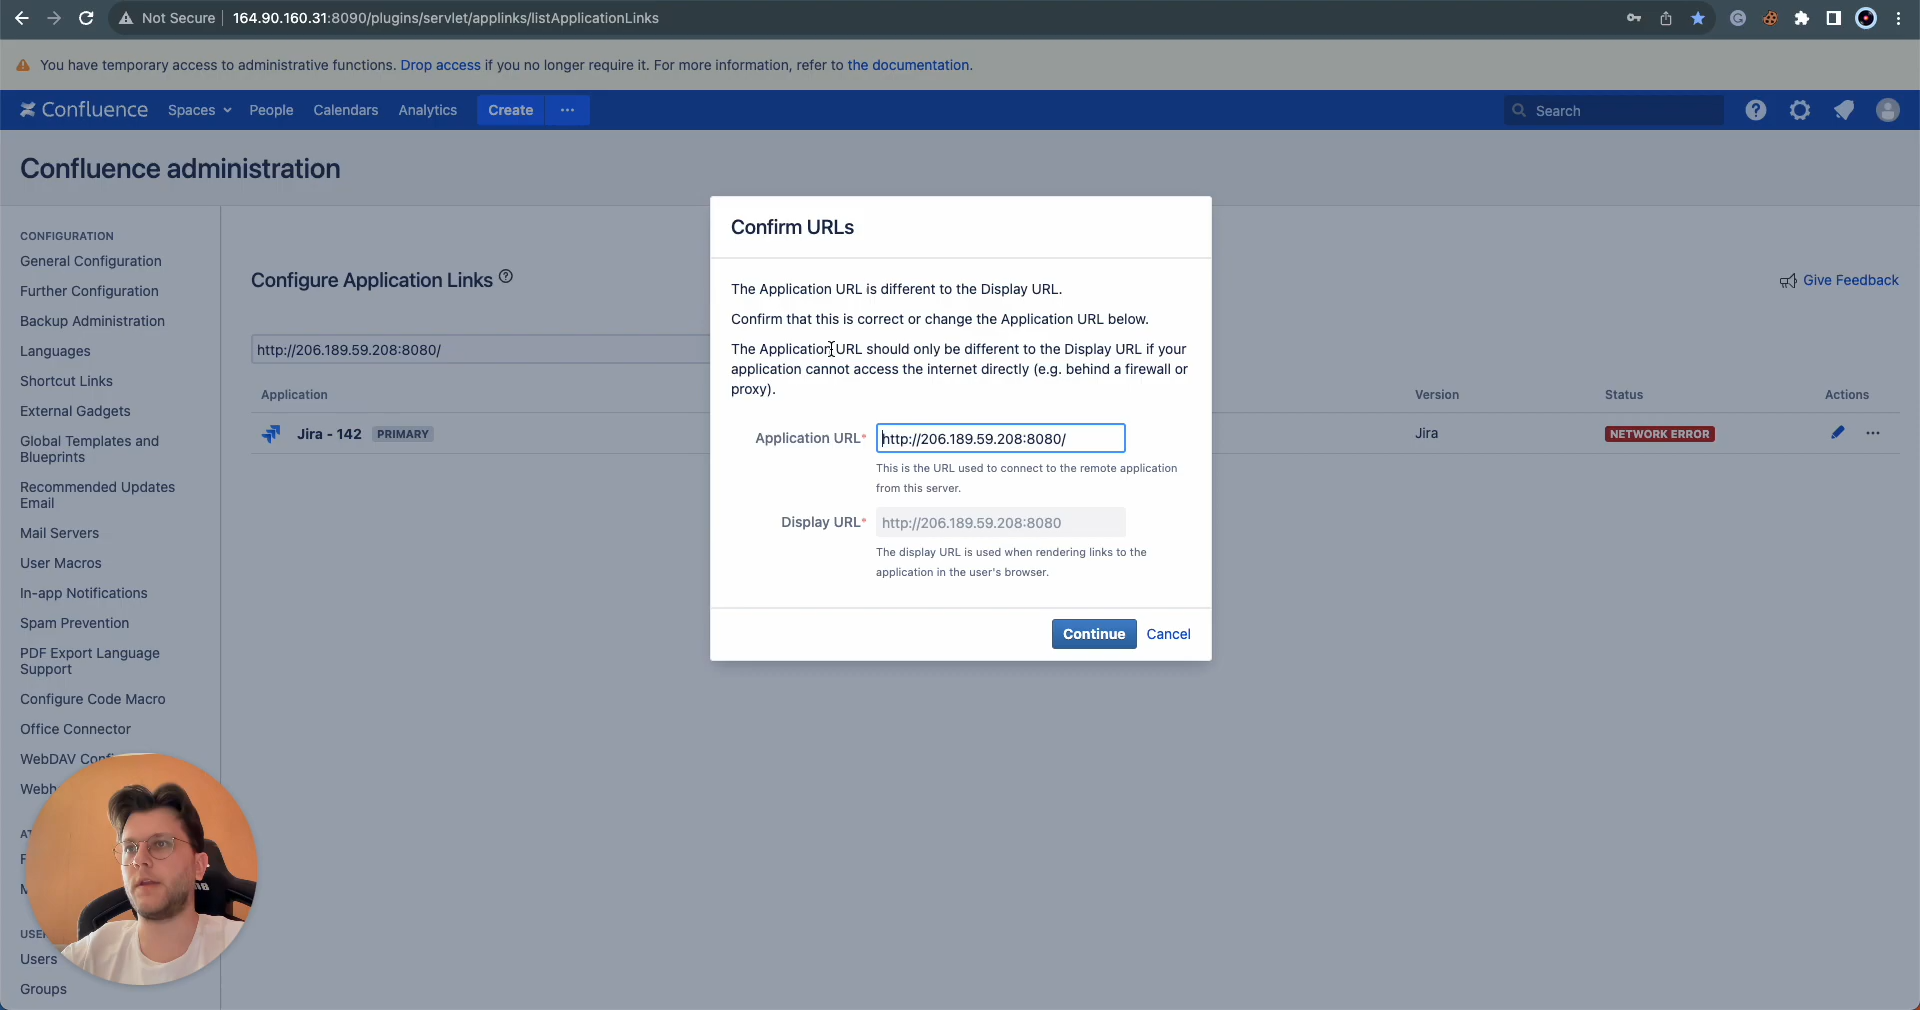 Not Secure 164.90.160.31:8090/plugins/servlet/applinks/listApplicationLinks
You have temporary access to administrative functions. Drop access if you no longer require it. For more information, refer to the documentation.
Confluence Spaces People Calendars Analytics Create ··· Search
Confluence administration
CONFIGURATION
General Configuration
Further Configuration
Backup Administration
Languages
Shortcut Links
External Gadgets
Global Templates and
Blueprints
Recommended Updates
Email
Mail Servers
User Macros
In-app Notifications
Spam Prevention
PDF Export Language
Support
Configure Code Macro
Office Connector
WebDAV
Users
Groups
Configure Application Links
Give Feedback
http://206.189.59.208:8080/
Application Version Status Actions
Jira - 142 PRIMARY Jira NETWORK ERROR ···
Confirm URLs
The Application URL is different to the Display URL.
Confirm that this is correct or change the Application URL below.
The Application URL should only be different to the Display URL if your
application cannot access the internet directly (e.g. behind a firewall or
proxy).
Application URL* http://206.189.59.208:8080/
This is the URL used to connect to the remote application
from this server.
Display URL* http://206.189.59.208:8080
The display URL is used when rendering links to the
application in the user's browser.
Continue Cancel